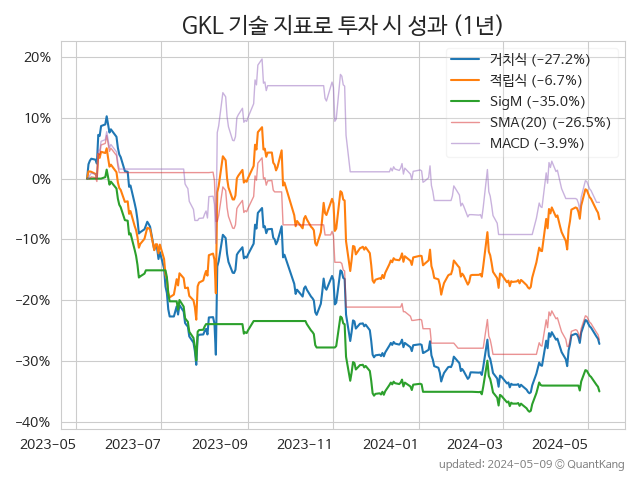 GKL 기술 지표로 투자 시 성과 (1년)
거치식 (−27.2%)
적립식 (−6.7%)
SigM (−35.0%)
SMA(20) (−26.5%)
MACD (−3.9%)
20%
10%
0%
−10%
−20%
−30%
−40%
2023-05 2023-07 2023-09 2023-11 2024-01 2024-03 2024-05
updated: 2024-05-09 ⓒ QuantKang